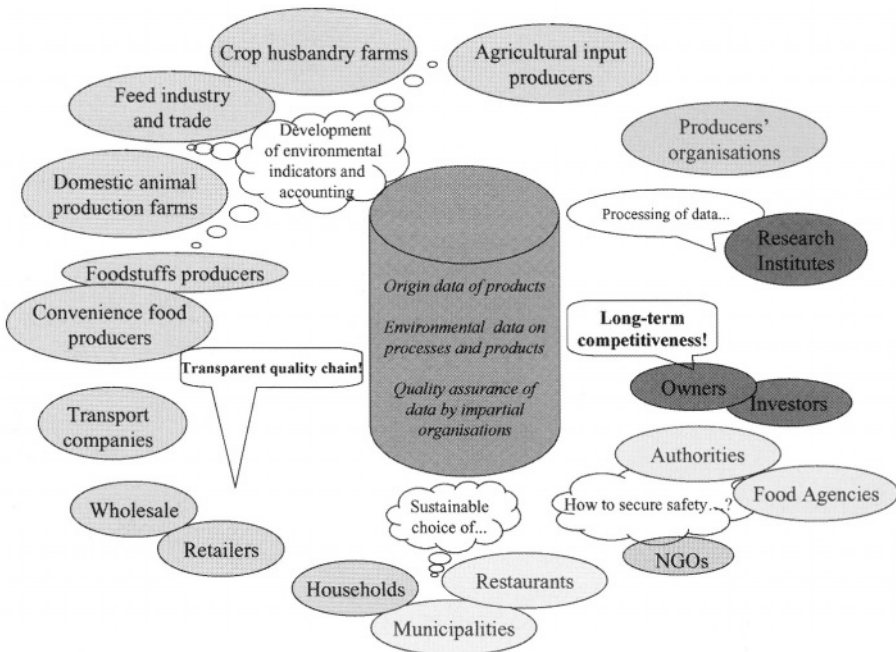 Crop husbandry farms
Agricultural input
producers
Feed industry
and trade
Development
of environmental
indicators and
accounting
Producers'
organisations
Domestic animal
production farms
Processing of data...
Research
Institutes
Foodstuffs producers
Convenience food
producers
Origin data of products
Environmental data on
processes and products
Quality assurance of
data by impartial
organisations
Long-term
competitiveness!
Transparent quality chain!
Owners
Investors
Transport
companies
Authorities
Food Agencies
How to secure safety....?
NGOs
Wholesale
Retailers
Sustainable
choice of...
Households
Restaurants
Municipalities